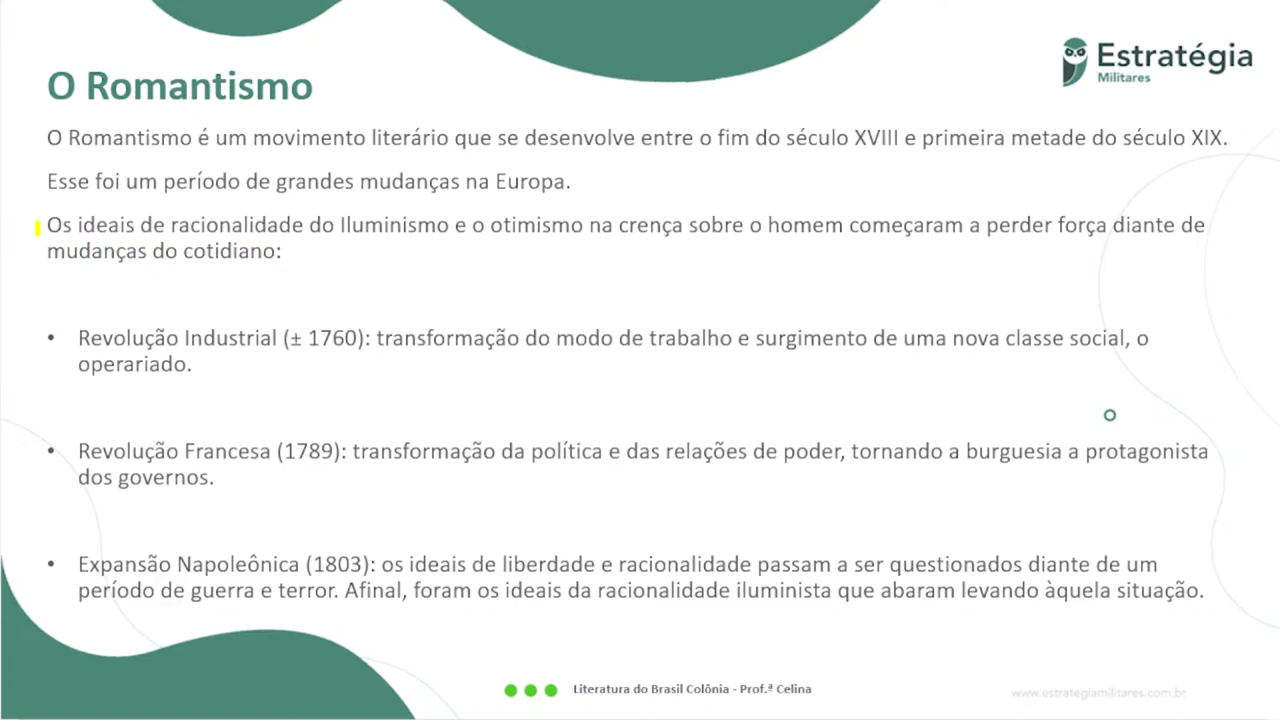 Estratégia
Militares
O Romantismo
O Romantismo é um movimento literário que se desenvolve entre o fim do século XVIII e primeira metade do século XIX.
Esse foi um período de grandes mudanças na Europa.
Os ideais de racionalidade do Iluminismo e o otimismo na crença sobre o homem começaram a perder força diante de
mudanças do cotidiano:
• Revolução Industrial (± 1760): transformação do modo de trabalho e surgimento de uma nova classe social, o
operariado.
• Revolução Francesa (1789): transformação da política e das relações de poder, tornando a burguesia a protagonista
dos governos.
• Expansão Napoleônica (1803): os ideais de liberdade e racionalidade passam a ser questionados diante de um
período de guerra e terror. Afinal, foram os ideais da racionalidade iluminista que abaram levando àquela situação.
Literatura do Brasil Colônia - Prof.ª Celina
www.estrategiamilitares.com.br